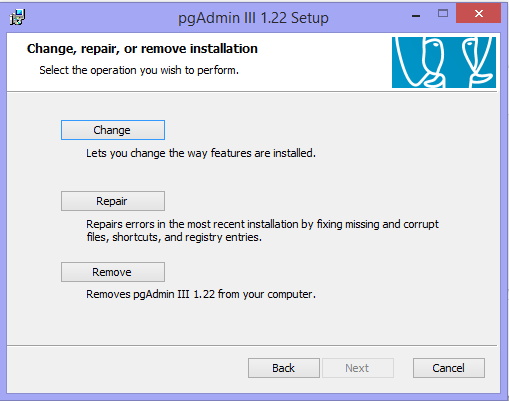 pgAdmin III 1.22 Setup
Change, repair, or remove installation
Select the operation you wish to perform.
Change
Lets you change the way features are installed.
Repair
Repairs errors in the most recent installation by fixing missing and corrupt
files, shortcuts, and registry entries.
Remove
Removes pgAdmin III 1.22 from your computer.
Back
Next
Cancel